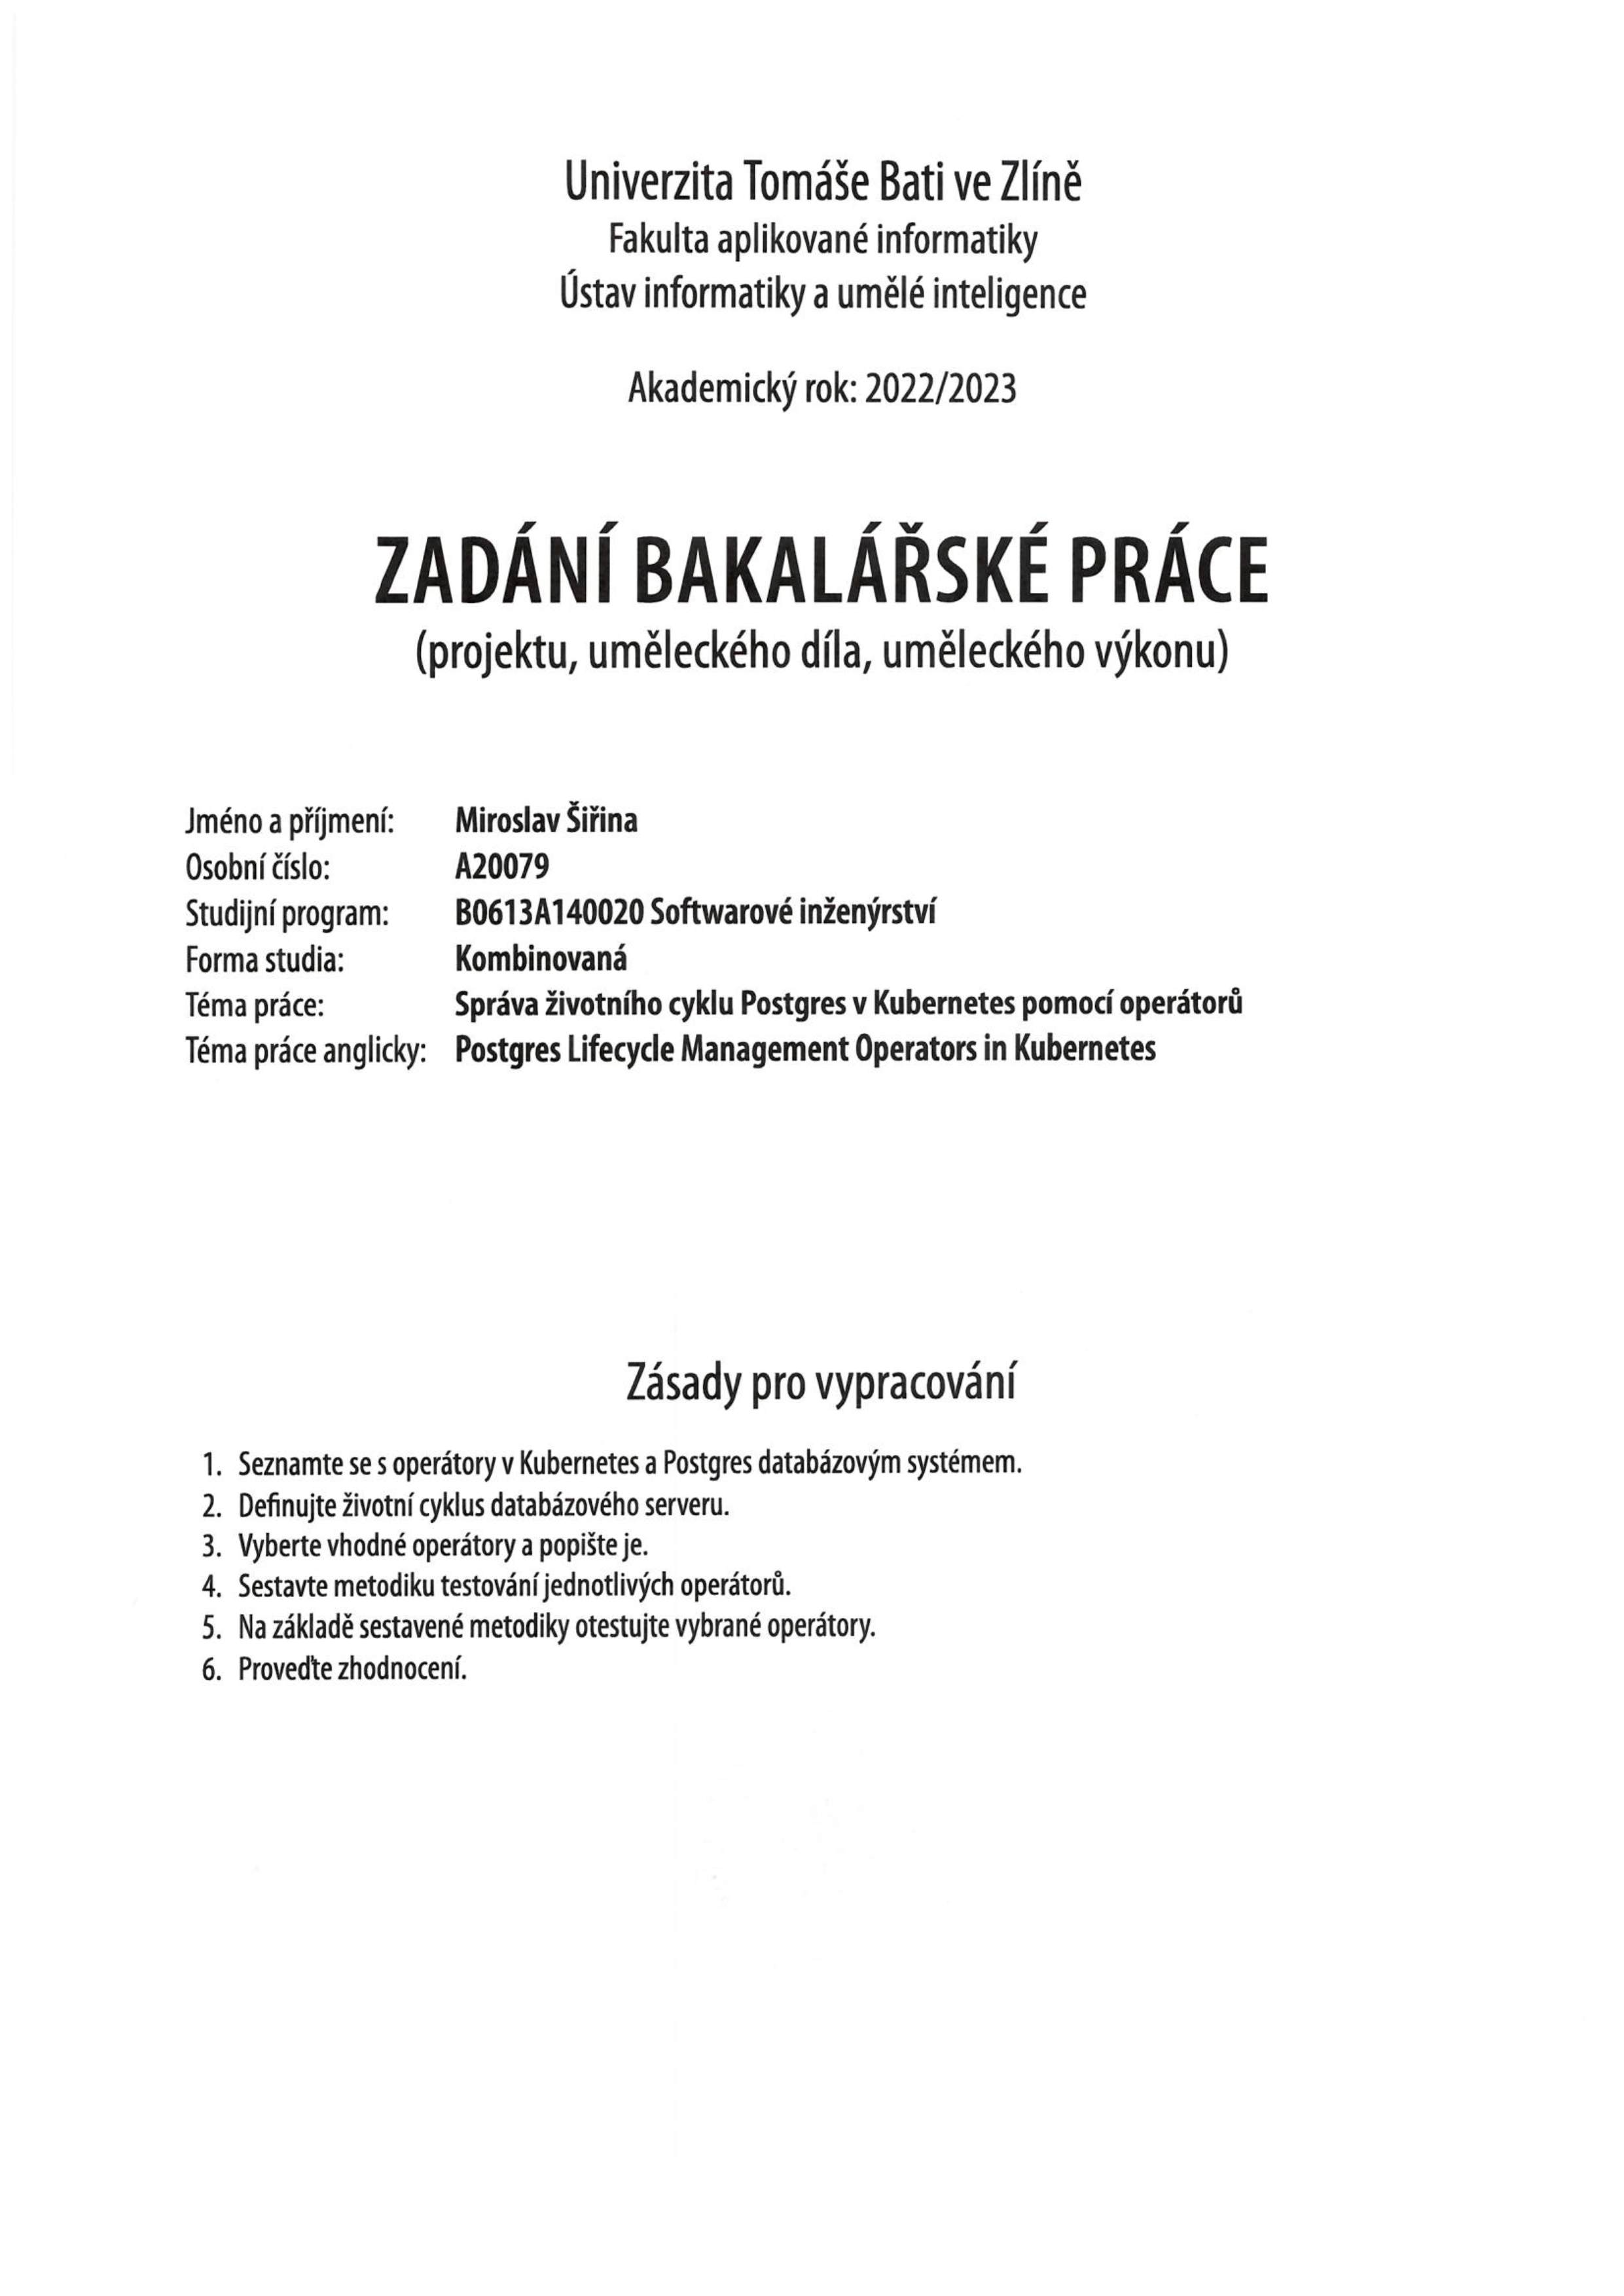 Univerzita Tomáše Bati ve Zlíně
Fakulta aplikované informatiky
Ústav informatiky a umělé inteligence
Akademický rok: 2022/2023
ZADÁNÍ BAKALÁŘSKÉ PRÁCE
(projektu, uměleckého díla, uměleckého výkonu)
Jméno a příjmení: Miroslav Šiřina
Osobní číslo: A20079
Studijní program: B0613A140020 Softwarové inženýrství
Forma studia: Kombinovaná
Téma práce: Správa životního cyklu Postgres v Kubernetes pomocí operátorů
Téma práce anglicky: Postgres Lifecycle Management Operators in Kubernetes
Zásady pro vypracování
1. Seznamte se s operátory v Kubernetes a Postgres databázovým systémem.
2. Definujte životní cyklus databázového serveru.
3. Vyberte vhodné operátory a popište je.
4. Sestavte metodiku testování jednotlivých operátorů.
5. Na základě sestavené metodiky otestujte vybrané operátory.
6. Proveďte zhodnocení.